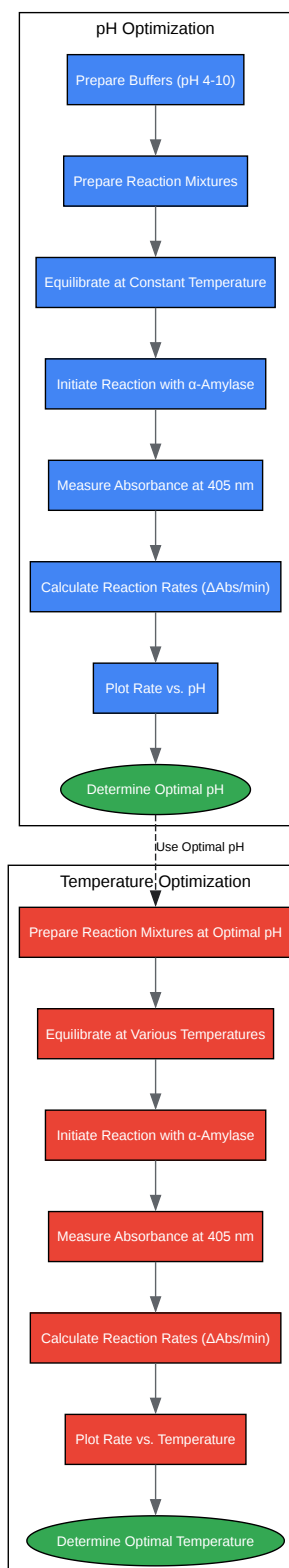 pH Optimization
Prepare Buffers (pH 4-10)
Prepare Reaction Mixtures
Equilibrate at Constant Temperature
Initiate Reaction with α-Amylase
Measure Absorbance at 405 nm
Calculate Reaction Rates (ΔAbs/min)
Plot Rate vs. pH
Determine Optimal pH
Use Optimal pH
Temperature Optimization
Prepare Reaction Mixtures at Optimal pH
Equilibrate at Various Temperatures
Initiate Reaction with α-Amylase
Measure Absorbance at 405 nm
Calculate Reaction Rates (ΔAbs/min)
Plot Rate vs. Temperature
Determine Optimal Temperature